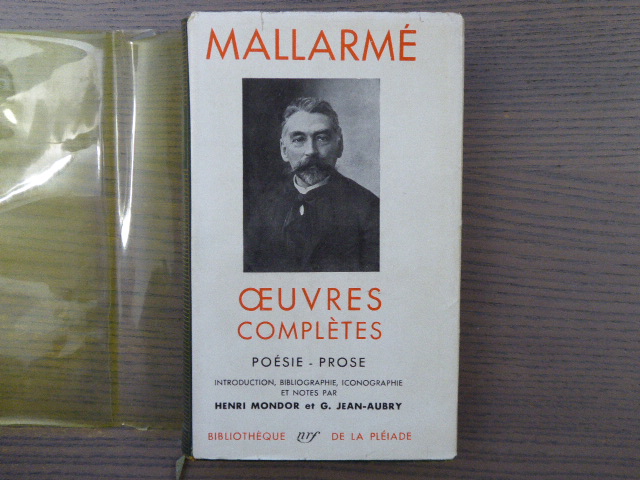 MALLARMÉ
ŒUVRES
COMPLÈTES
POÉSIE - PROSE
INTRODUCTION, BIBLIOGRAPHIE, ICONOGRAPHIE
ET NOTES PAR
HENRI MONDOR et G. JEAN-AUBRY
BIBLIOTHÈQUE nrf DE LA PLÉIADE